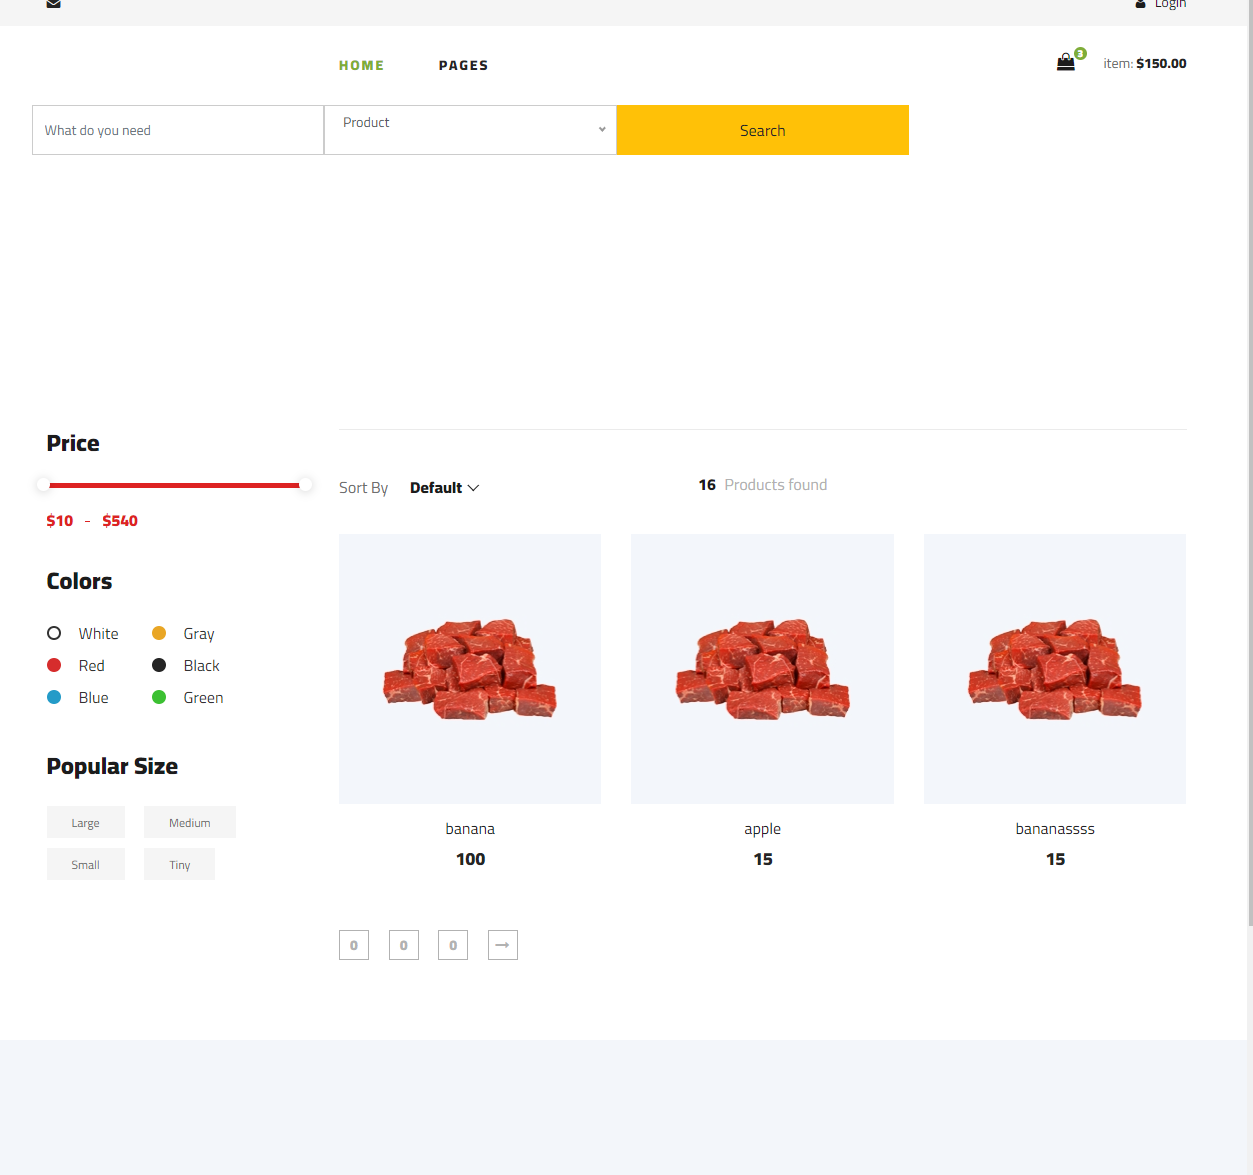 Login
HOME PAGES
3 item: $150.00
What do you need Product Search
Price
$10 - $540
Sort By Default 16 Products found
Colors
White Gray
Red Black
Blue Green
Popular Size
Large Medium
Small Tiny
banana apple bananassss
100 15 15
0 0 0